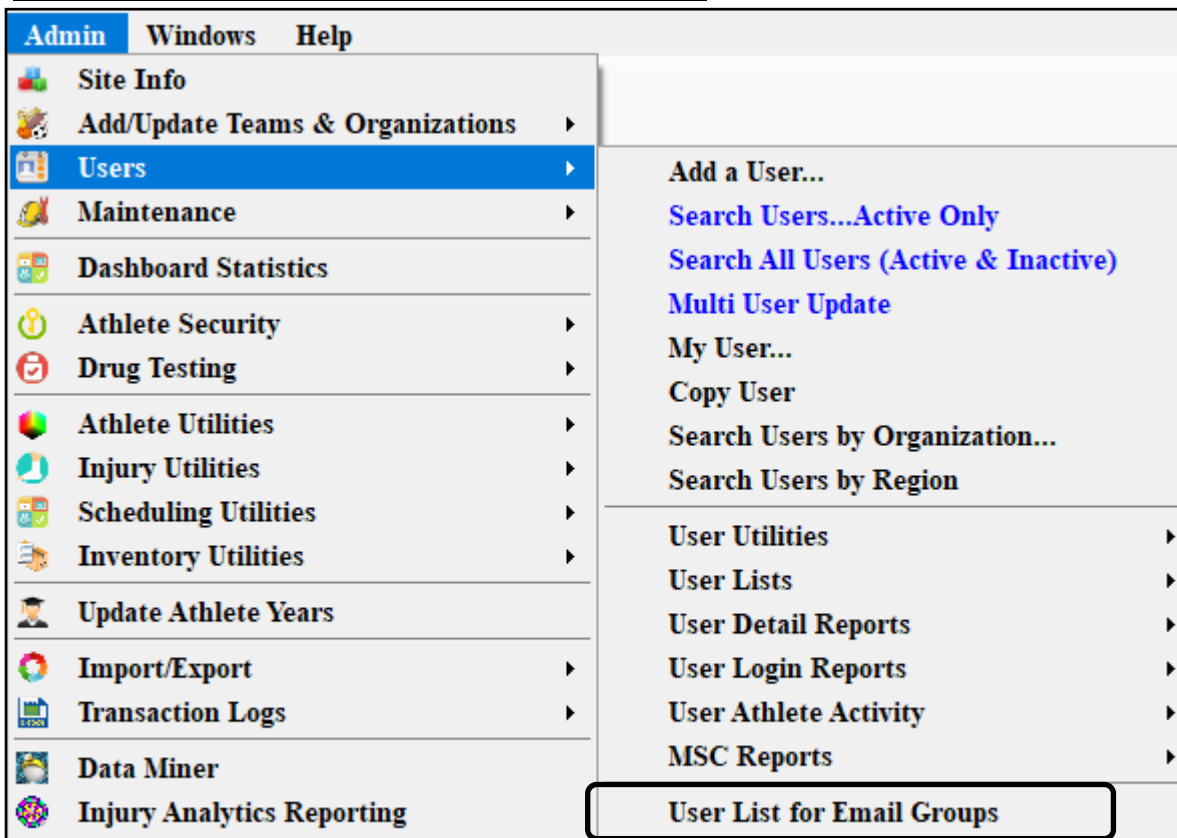 Admin Windows Help
Site Info
Add/Update Teams & Organizations
Users
Maintenance
Dashboard Statistics
Athlete Security
Drug Testing
Athlete Utilities
Injury Utilities
Scheduling Utilities
Inventory Utilities
Update Athlete Years
Import/Export
Transaction Logs
Data Miner
Injury Analytics Reporting
Add a User...
Search Users...Active Only
Search All Users (Active & Inactive)
Multi User Update
My User...
Copy User
Search Users by Organization...
Search Users by Region
User Utilities
User Lists
User Detail Reports
User Login Reports
User Athlete Activity
MSC Reports
User List for Email Groups